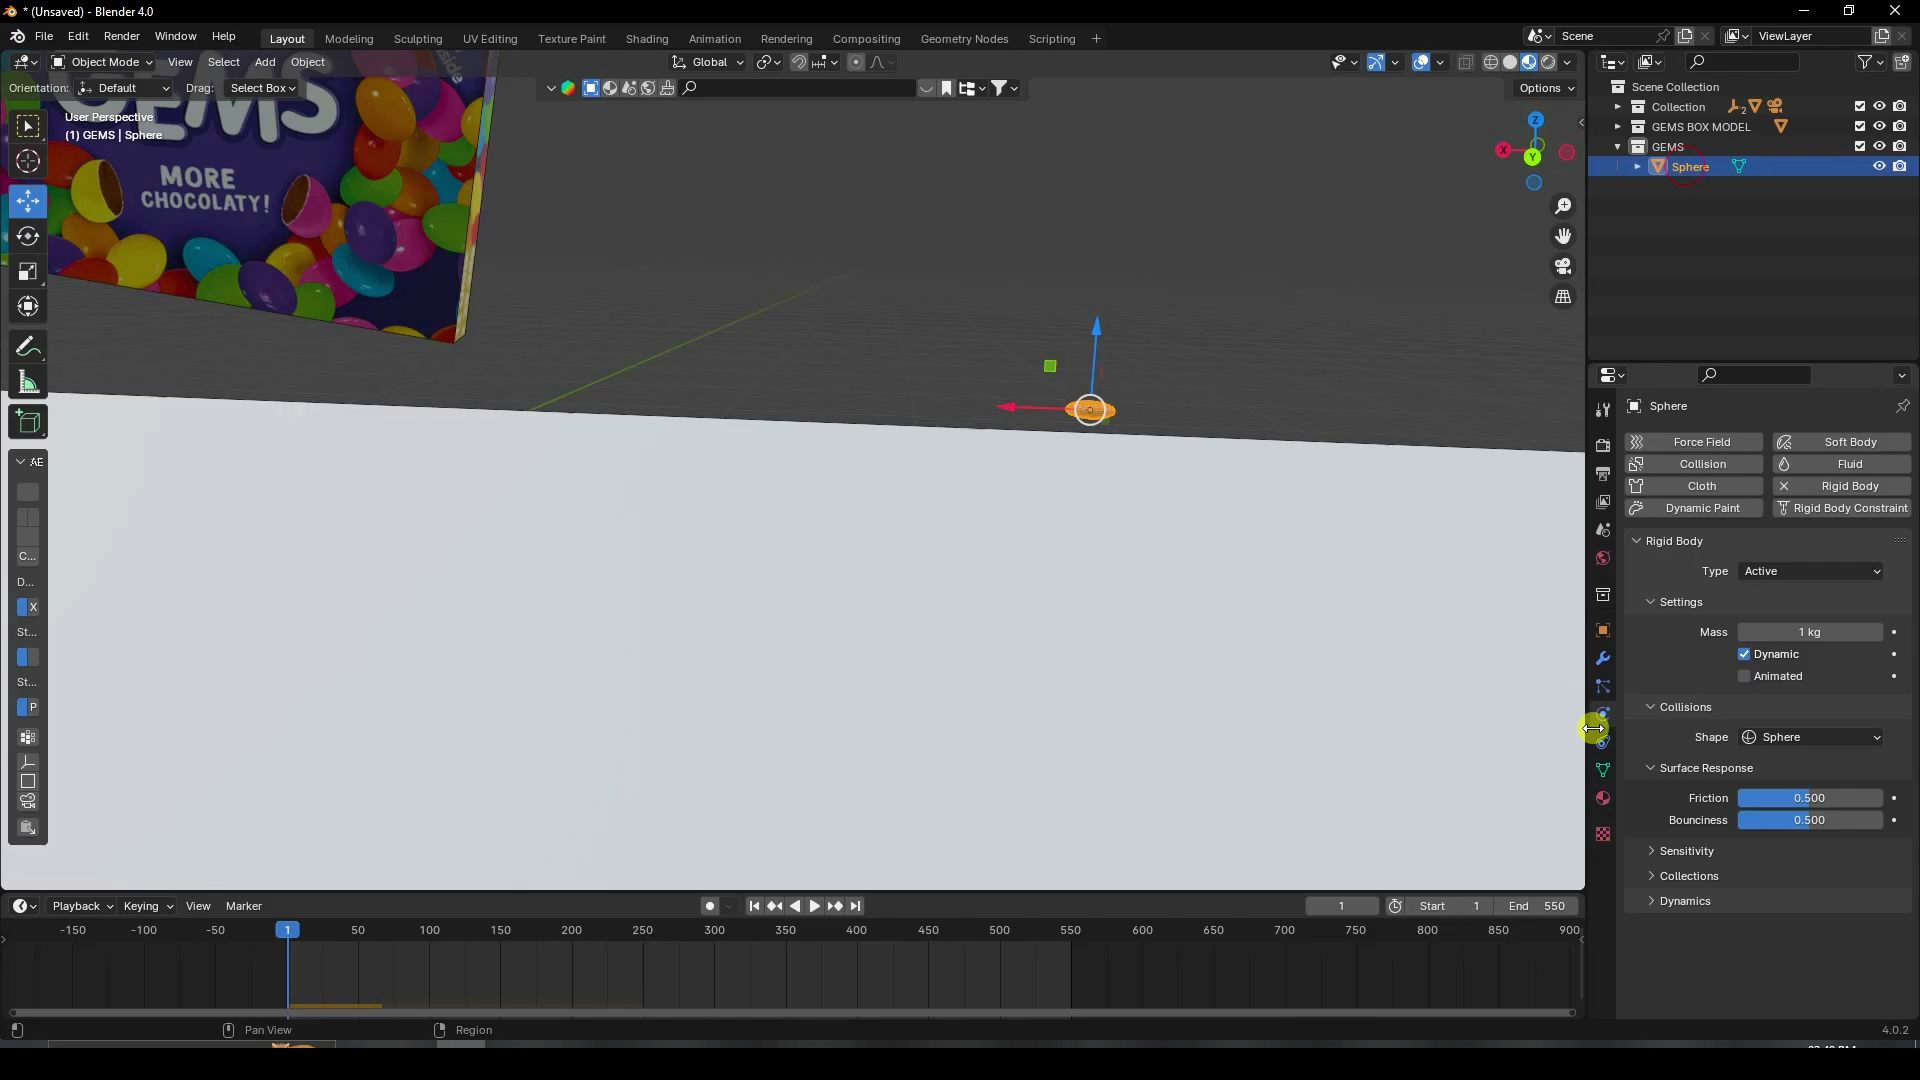 * (Unsaved) - Blender 4.0
File Edit Render Window Help
Layout Modeling Sculpting UV Editing Texture Paint Shading Animation Rendering Compositing Geometry Nodes Scripting +
Scene
ViewLayer
Object Mode View Select Add Object
Global
Orientation: Default Drag: Select Box
Options
User Perspective
(1) GEMS | Sphere
GEMS
MORE
CHOCOLATY!
Z
X
Y
AE
C...
D...
X
St...
St...
P
Scene Collection
Collection 2
GEMS BOX MODEL
GEMS
Sphere
Sphere
Force Field Soft Body
Collision Fluid
Cloth Rigid Body
Dynamic Paint Rigid Body Constraint
Rigid Body
Type Active
Settings
Mass 1 kg
Dynamic
Animated
Collisions
Shape Sphere
Surface Response
Friction 0.500
Bounciness 0.500
Sensitivity
Collections
Dynamics
Playback Keying View Marker
1 Start 1 End 550
-150 -100 -50 1 50 100 150 200 250 300 350 400 450 500 550 600 650 700 750 800 850 900
Pan View Region
4.0.2